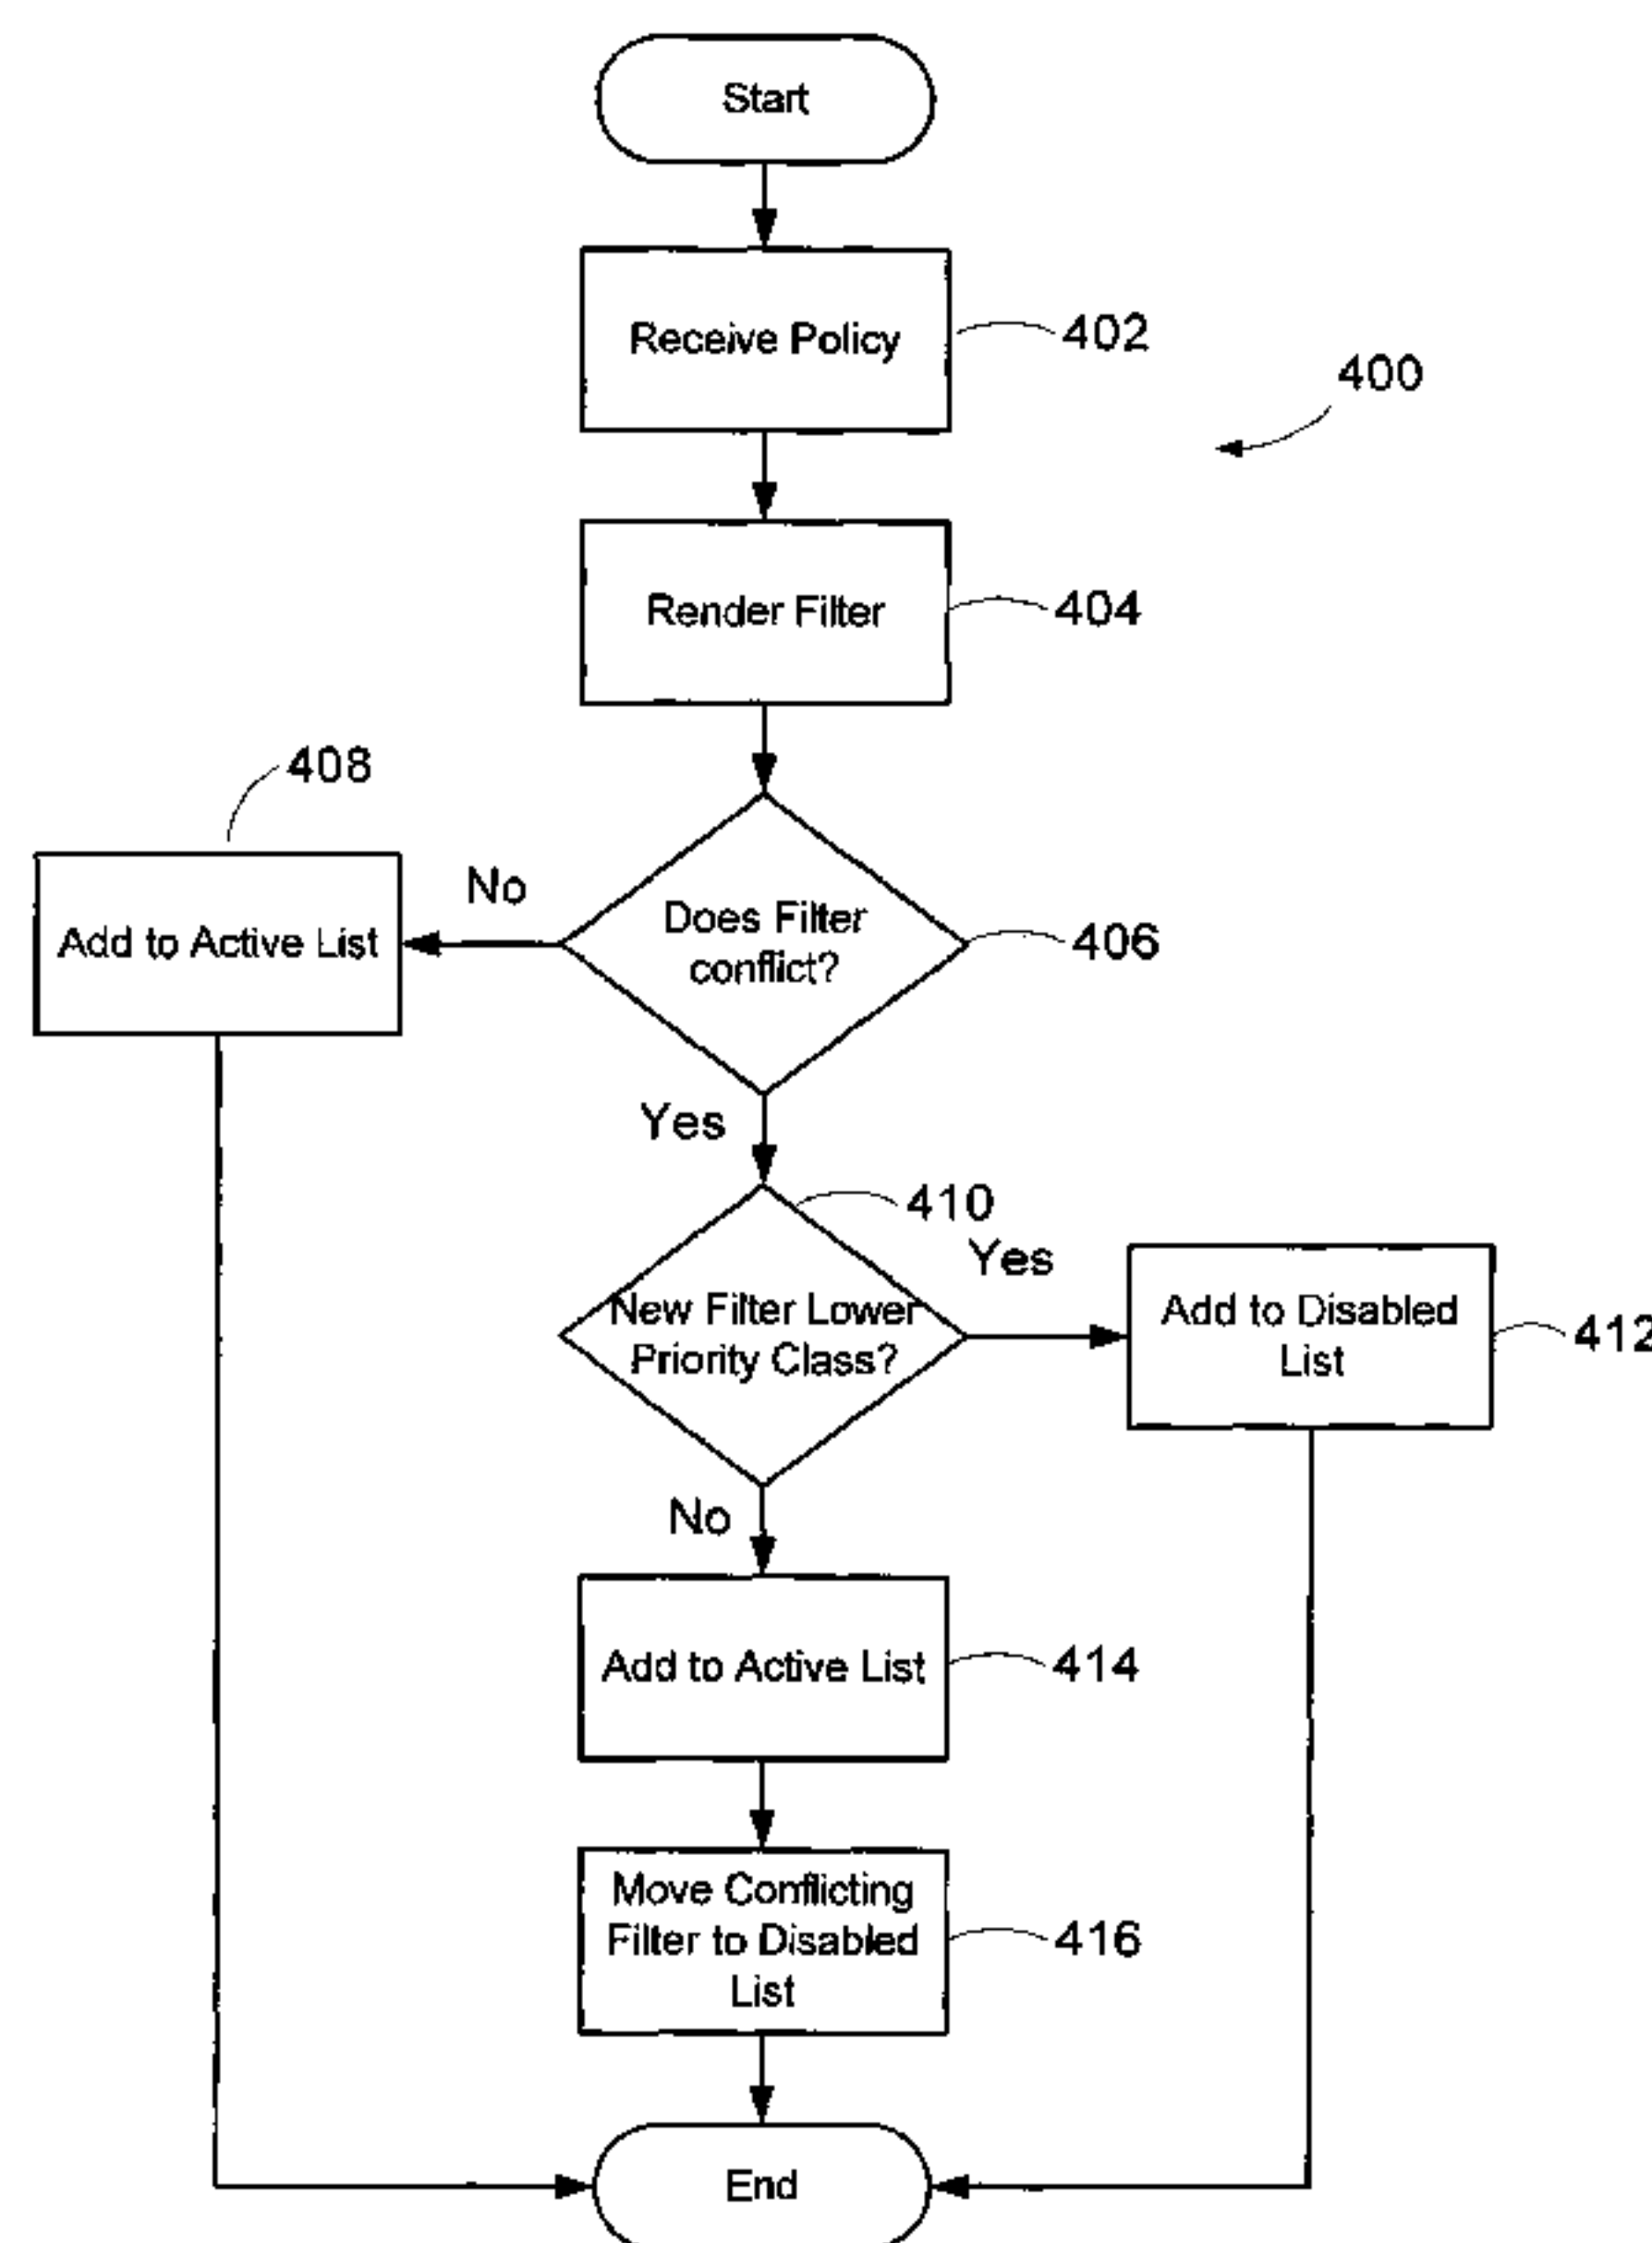 Start
Receive Policy
402
400
Render Filter
404
408
No
Add to Active List
Does Filter
conflict?
406
Yes
410
Yes
New Filter Lower
Priority Class?
Add to Disabled
List
412
No
Add to Active List
414
Move Conflicting
Filter to Disabled
List
416
End